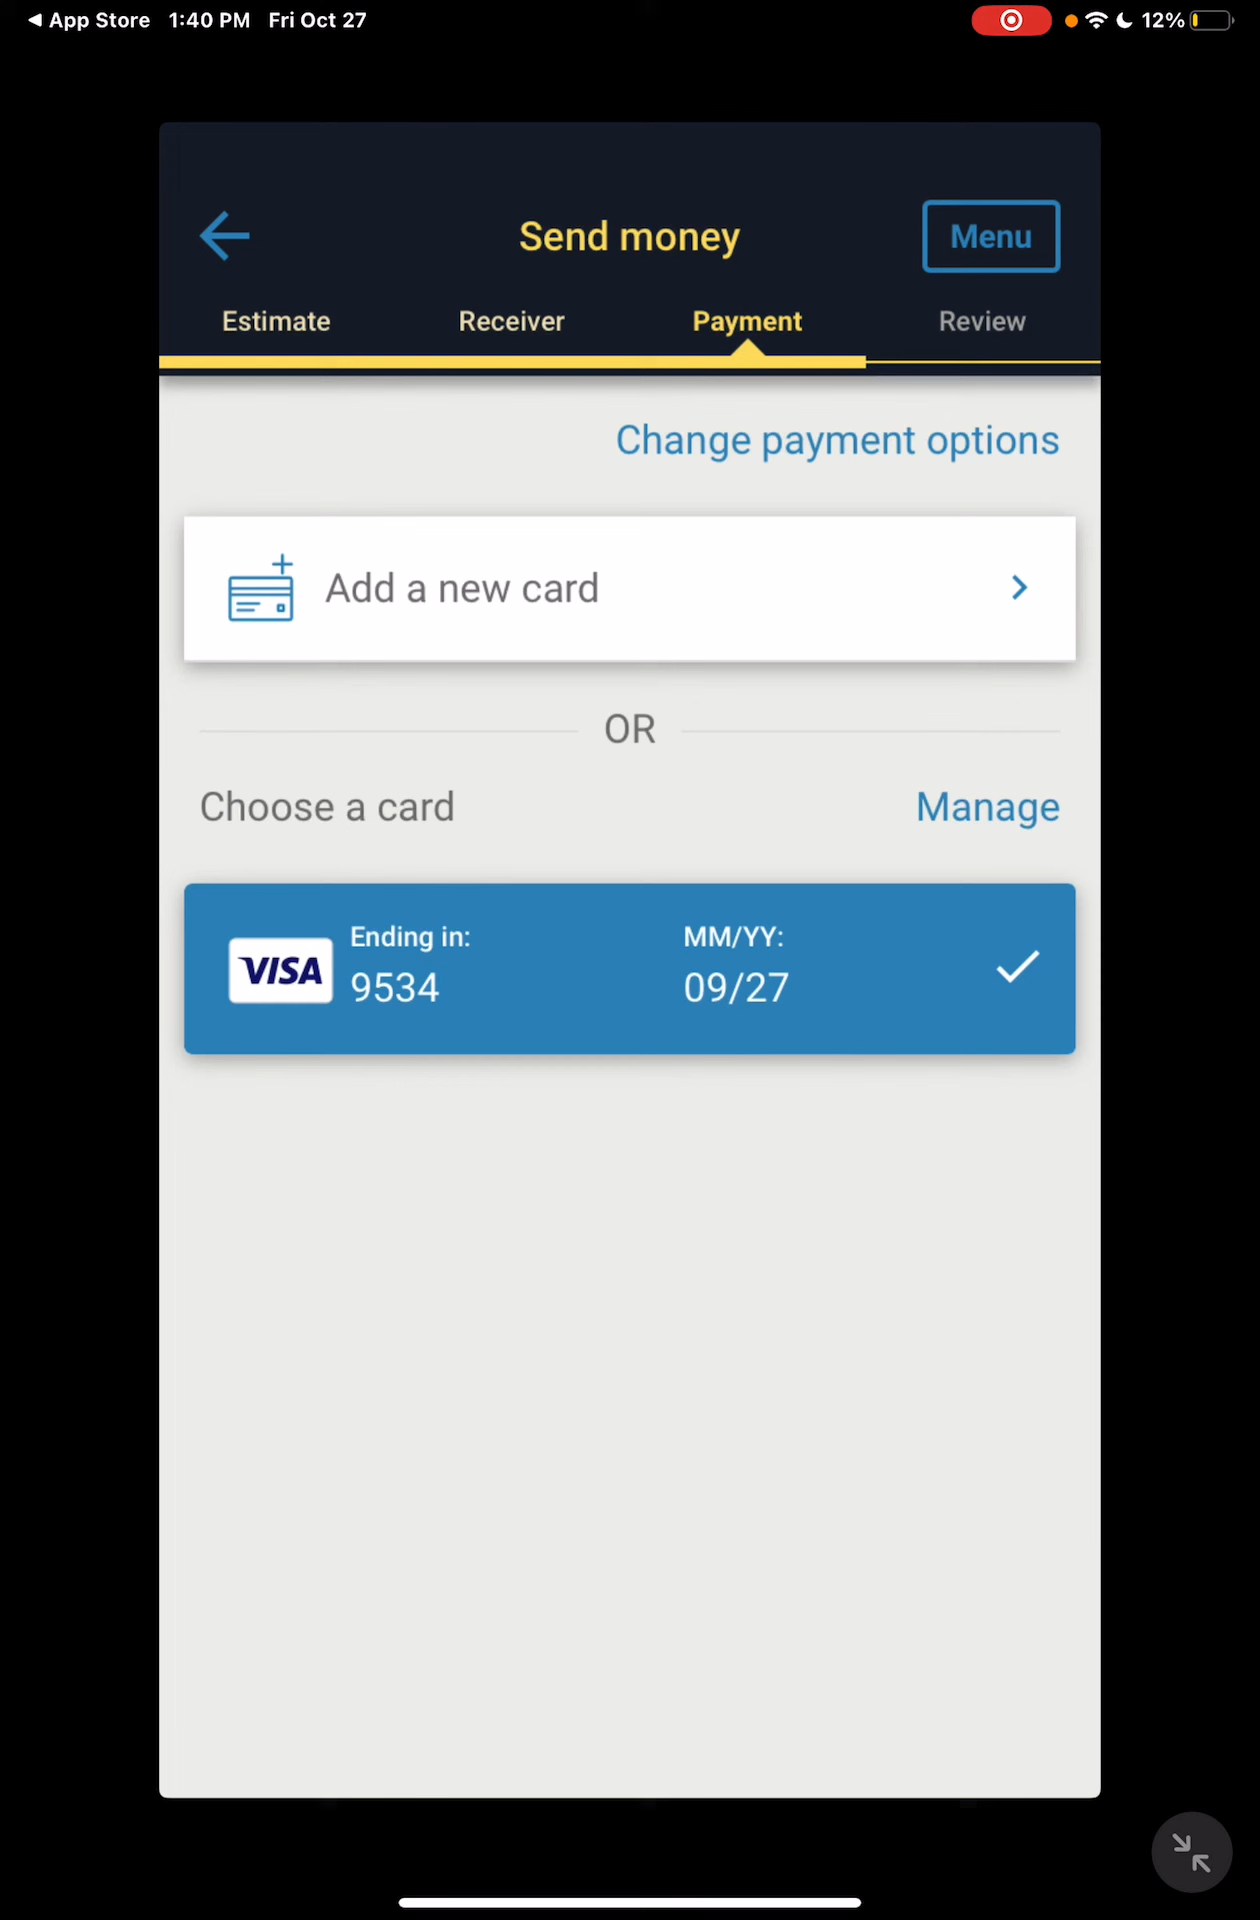 App Store 1:40 PM Fri Oct 27 12%
Send money Menu
Estimate Receiver Payment Review
Change payment options
Add a new card
OR
Choose a card Manage
Ending in: MM/YY:
VISA 9534 09/27